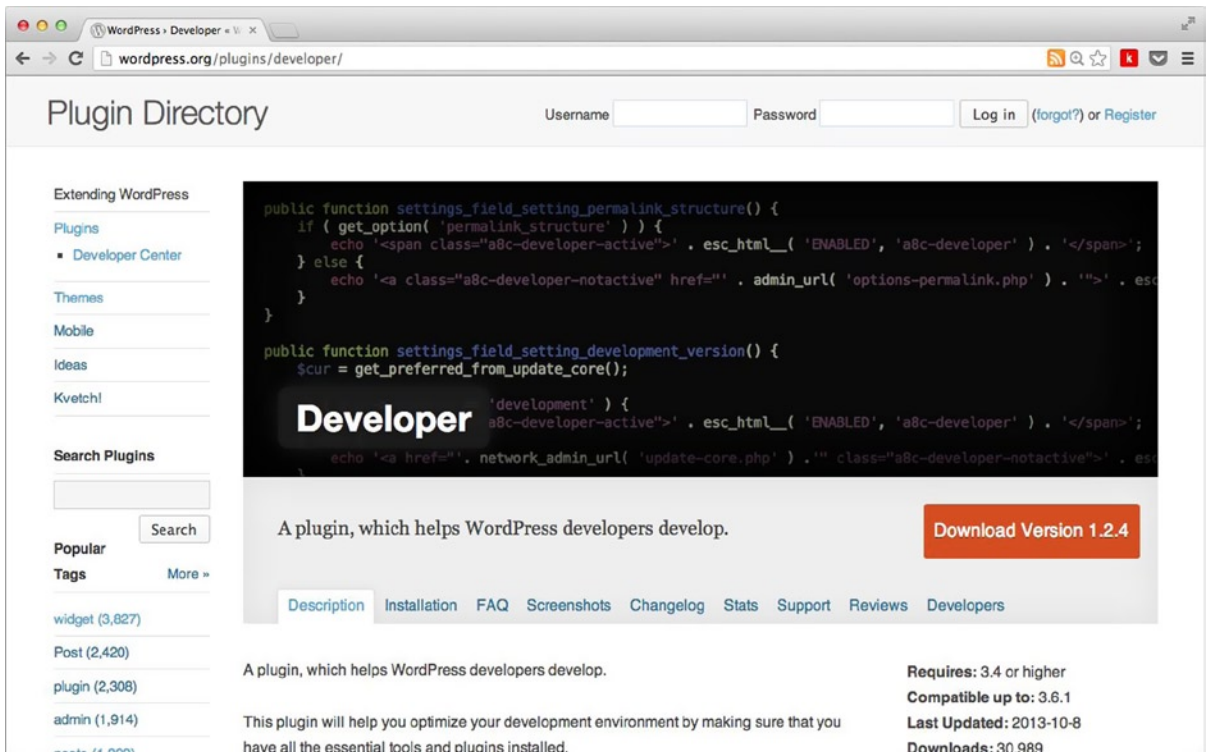 WordPress › Developer «
wordpress.org/plugins/developer/
Plugin Directory
Username
Password
Log in
(forgot?) or Register
Extending WordPress
Plugins
Developer Center
Themes
Mobile
Ideas
Kvetch!
Search Plugins
Search
Popular
Tags
More »
widget (3,827)
Post (2,420)
plugin (2,308)
admin (1,914)
public function settings_field_setting_permalink_structure() {
if ( get_option( 'permalink_structure' ) ) {
echo '<span class="a8c-developer-active">' . esc_html__( 'ENABLED', 'a8c-developer' ) . '</span>';
} else {
echo '<a class="a8c-developer-notactive" href="' . admin_url( 'options-permalink.php' ) . '">' . esc
}
}
public function settings_field_setting_development_version() {
$cur = get_preferred_from_update_core();
'development' ) {
a8c-developer-active">' . esc_html__( 'ENABLED', 'a8c-developer' ) . '</span>';
echo '<a href="'. network_admin_url( 'update-core.php' ) .'" class="a8c-developer-notactive">' . esc
Developer
A plugin, which helps WordPress developers develop.
Download Version 1.2.4
Description Installation FAQ Screenshots Changelog Stats Support Reviews Developers
A plugin, which helps WordPress developers develop.
This plugin will help you optimize your development environment by making sure that you
have all the essential tools and plugins installed.
Requires: 3.4 or higher
Compatible up to: 3.6.1
Last Updated: 2013-10-8
Downloads: 30,989